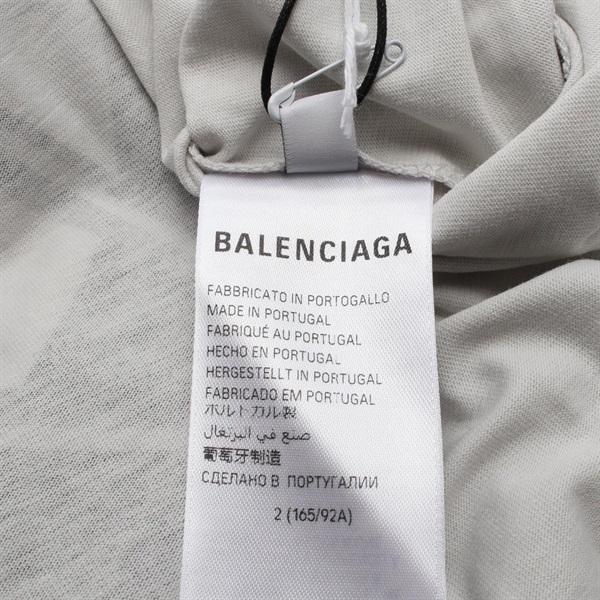 BALENCIAGA
FABBRICATO IN PORTOGALLO
MADE IN PORTUGAL
FABRIQUÉ AU PORTUGAL
HECHO EN PORTUGAL
HERGESTELLT IN PORTUGAL
FABRICADO EM PORTUGAL
ポルトガル製
صنع في البرتغال
葡萄牙制造
СДЕЛАНО В ПОРТУГАЛИИ
2 (165/92A)